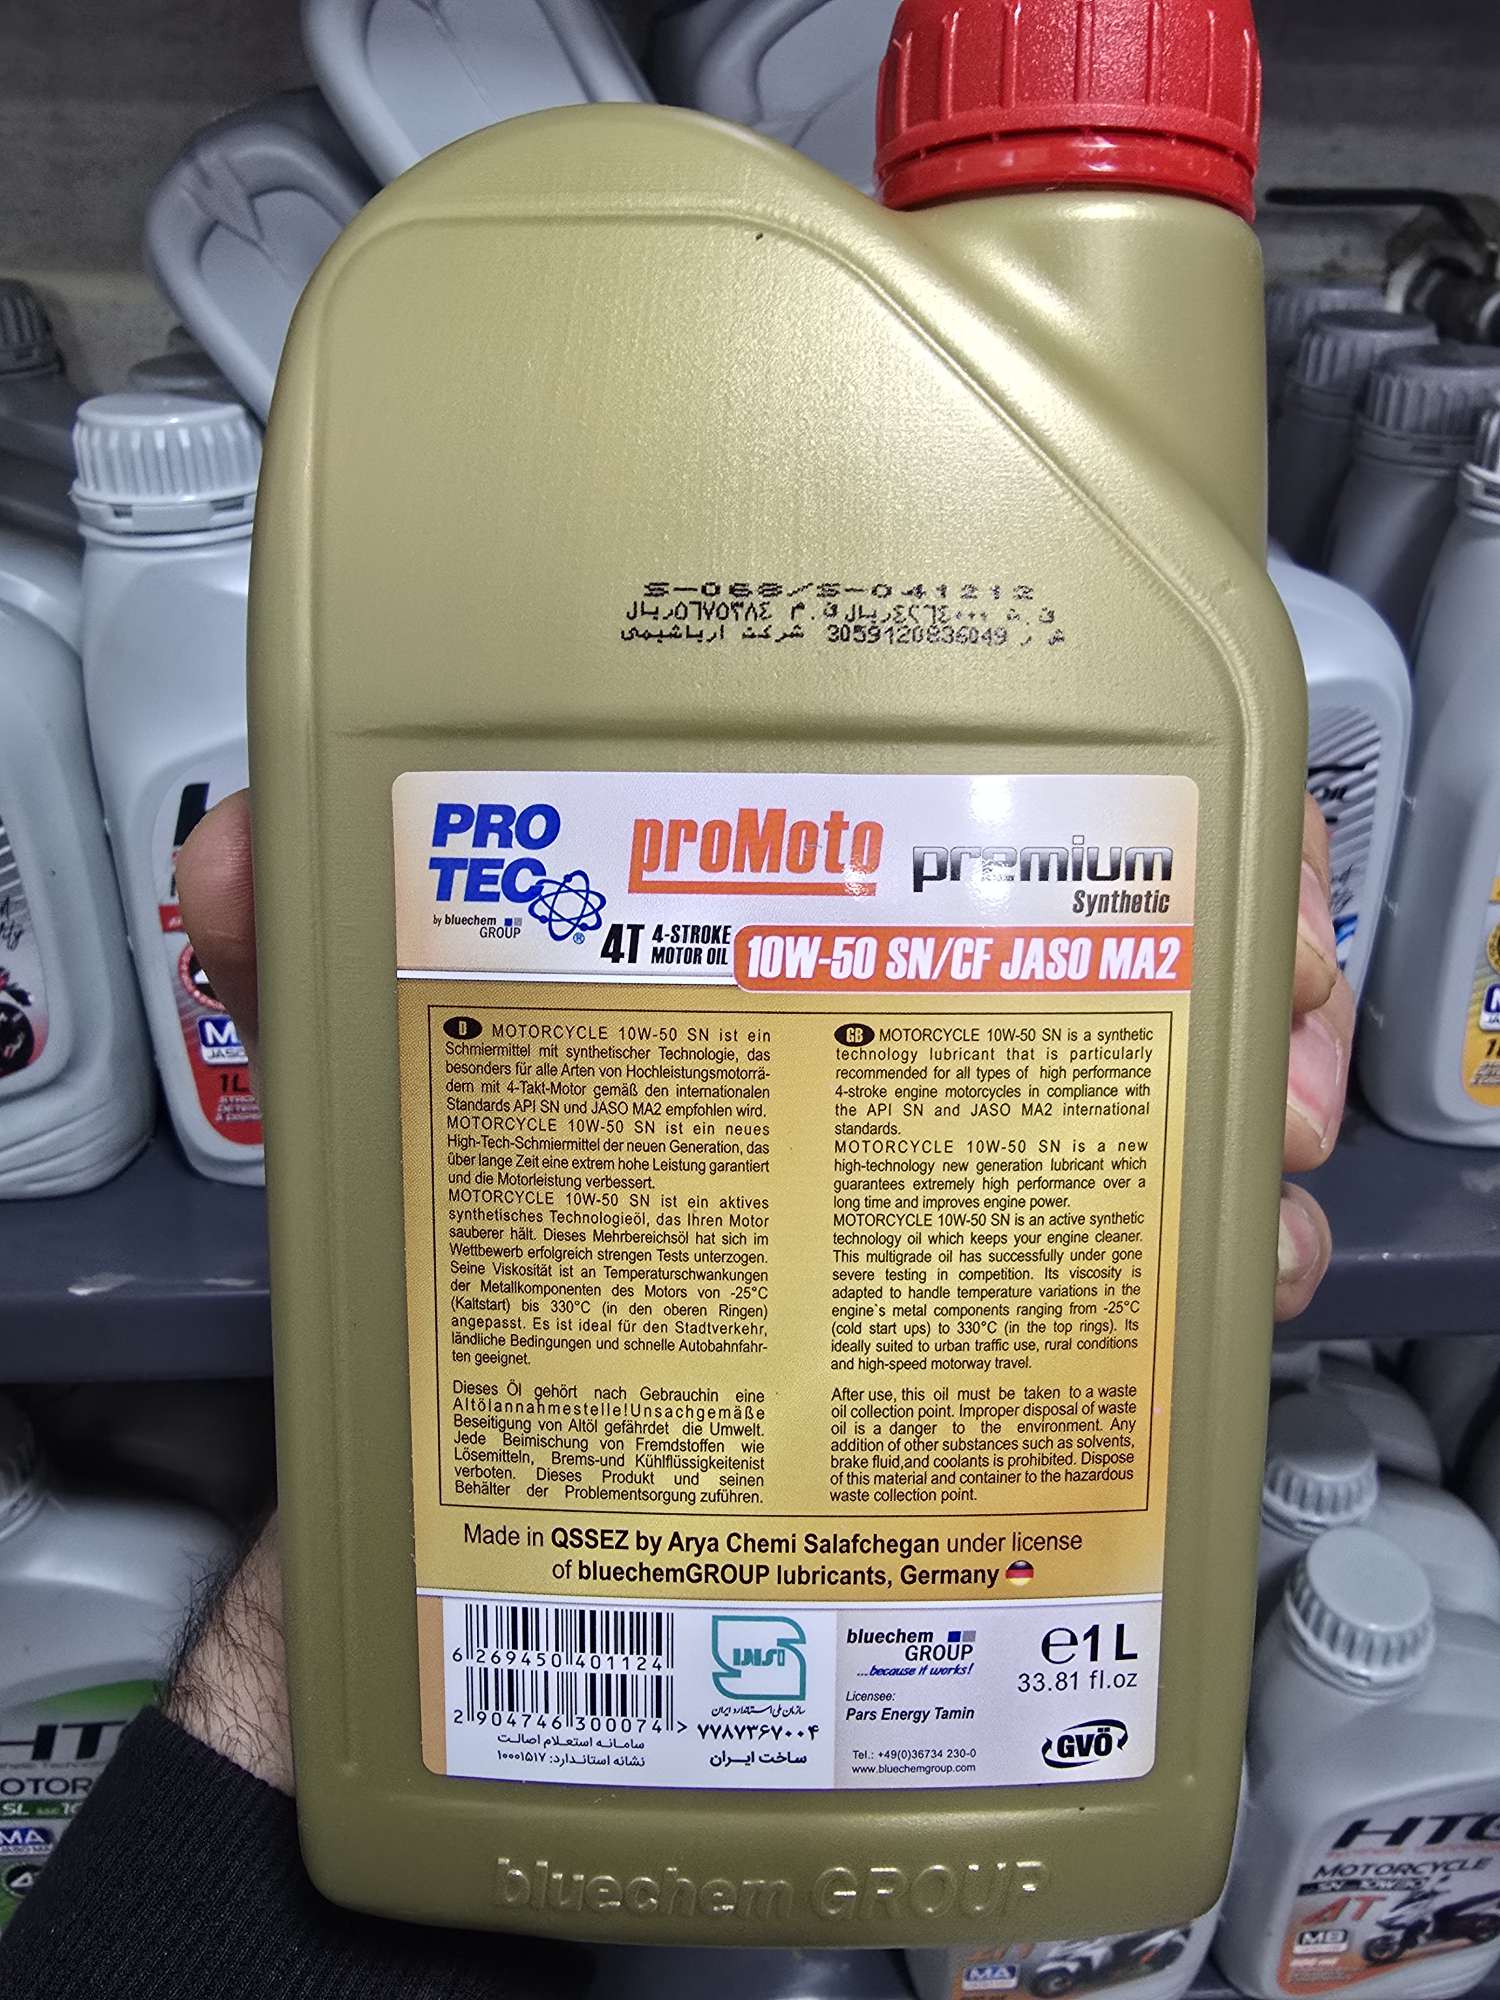 S-068/S-041212
شرکت آریاشیمی 3059120836049
PRO
TEC
by bluechem
GROUP
proMoto
premium
Synthetic
4T 4-STROKE
MOTOR OIL
10W-50 SN/CF JASO MA2
D MOTORCYCLE 10W-50 SN ist ein
Schmiermittel mit synthetischer Technologie, das
besonders für alle Arten von Hochleistungsmotorrä-
dern mit 4-Takt-Motor gemäß den internationalen
Standards API SN und JASO MA2 empfohlen wird.
MOTORCYCLE 10W-50 SN ist ein neues
High-Tech-Schmiermittel der neuen Generation, das
über lange Zeit eine extrem hohe Leistung garantiert
und die Motorleistung verbessert.
MOTORCYCLE 10W-50 SN ist ein aktives
synthetisches Technologieöl, das Ihren Motor
sauberer hält. Dieses Mehrbereichsöl hat sich im
Wettbewerb erfolgreich strengen Tests unterzogen.
Seine Viskosität ist an Temperaturschwankungen
der Metallkomponenten des Motors von -25°C
(Kaltstart) bis 330°C (in den oberen Ringen)
angepasst. Es ist ideal für den Stadtverkehr,
ländliche Bedingungen und schnelle Autobahnfahr-
ten geeignet.
Dieses Öl gehört nach Gebrauchin eine
Altölannahmestelle!Unsachgemäße
Beseitigung von Altöl gefährdet die Umwelt.
Jede Beimischung von Fremdstoffen wie
Lösemitteln, Brems-und Kühlflüssigkeitenist
verboten. Dieses Produkt und seinen
Behälter der Problementsorgung zuführen.
GB MOTORCYCLE 10W-50 SN is a synthetic
technology lubricant that is particularly
recommended for all types of high performance
4-stroke engine motorcycles in compliance with
the API SN and JASO MA2 international
standards.
MOTORCYCLE 10W-50 SN is a new
high-technology new generation lubricant which
guarantees extremely high performance over a
long time and improves engine power.
MOTORCYCLE 10W-50 SN is an active synthetic
technology oil which keeps your engine cleaner.
This multigrade oil has successfully under gone
severe testing in competition. Its viscosity is
adapted to handle temperature variations in the
engine`s metal components ranging from -25°C
(cold start ups) to 330°C (in the top rings). Its
ideally suited to urban traffic use, rural conditions
and high-speed motorway travel.
After use, this oil must be taken to a waste
oil collection point. Improper disposal of waste
oil is a danger to the environment. Any
addition of other substances such as solvents,
brake fluid,and coolants is prohibited. Dispose
of this material and container to the hazardous
waste collection point.
Made in QSSEZ by Arya Chemi Salafchegan under license
of bluechemGROUP lubricants, Germany
6 269450 401124
2 904746 300074 >
سامانه استعلام اصالت
نشانه استاندارد: ۱۰۰۰۱۵۱۷
سازمان ملی استاندارد ایران
۷۷۸۷۳۶۷۰۰۴
ساخت ایران
bluechem
GROUP
...because it works!
Licensee:
Pars Energy Tamin
Tel.: +49(0)36734 230-0
www.bluechemgroup.com
℮1 L
33.81 fl.oz
GVÖ
bluechem GROUP
HTC
MOTORCYCLE
SN 10W30
4T
MB
MA